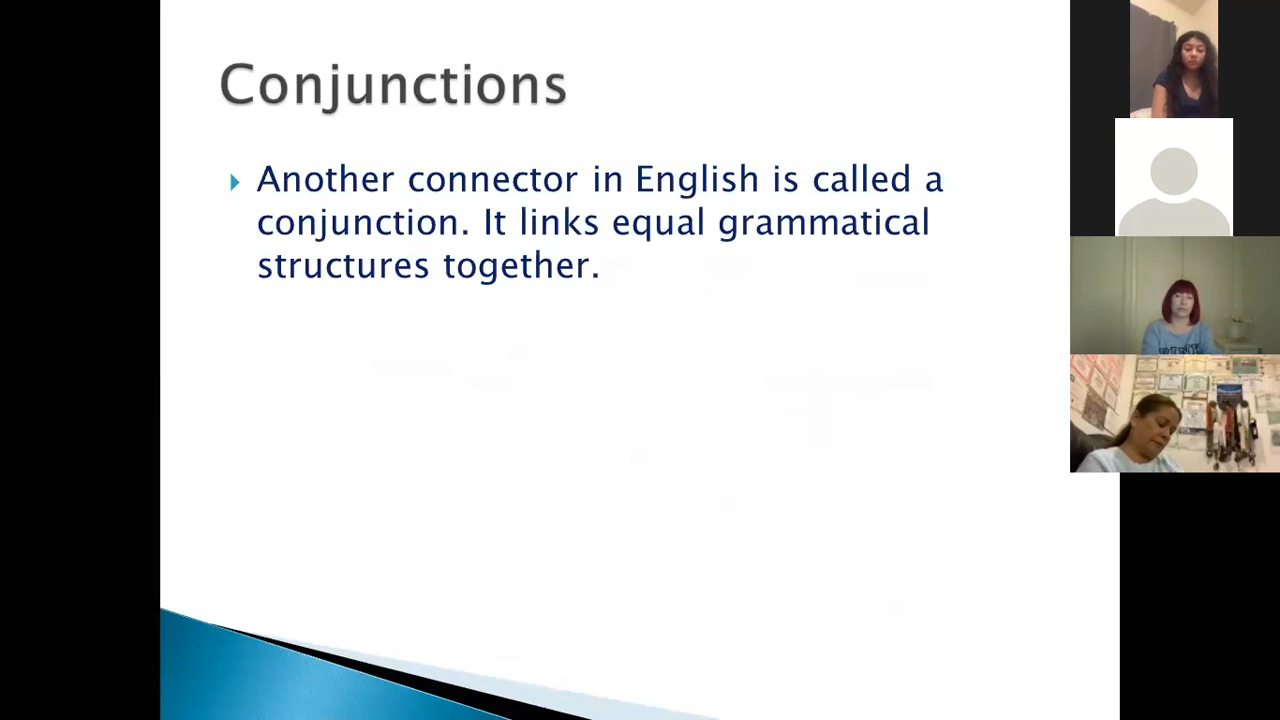 Conjunctions
Another connector in English is called a
conjunction. It links equal grammatical
structures together.